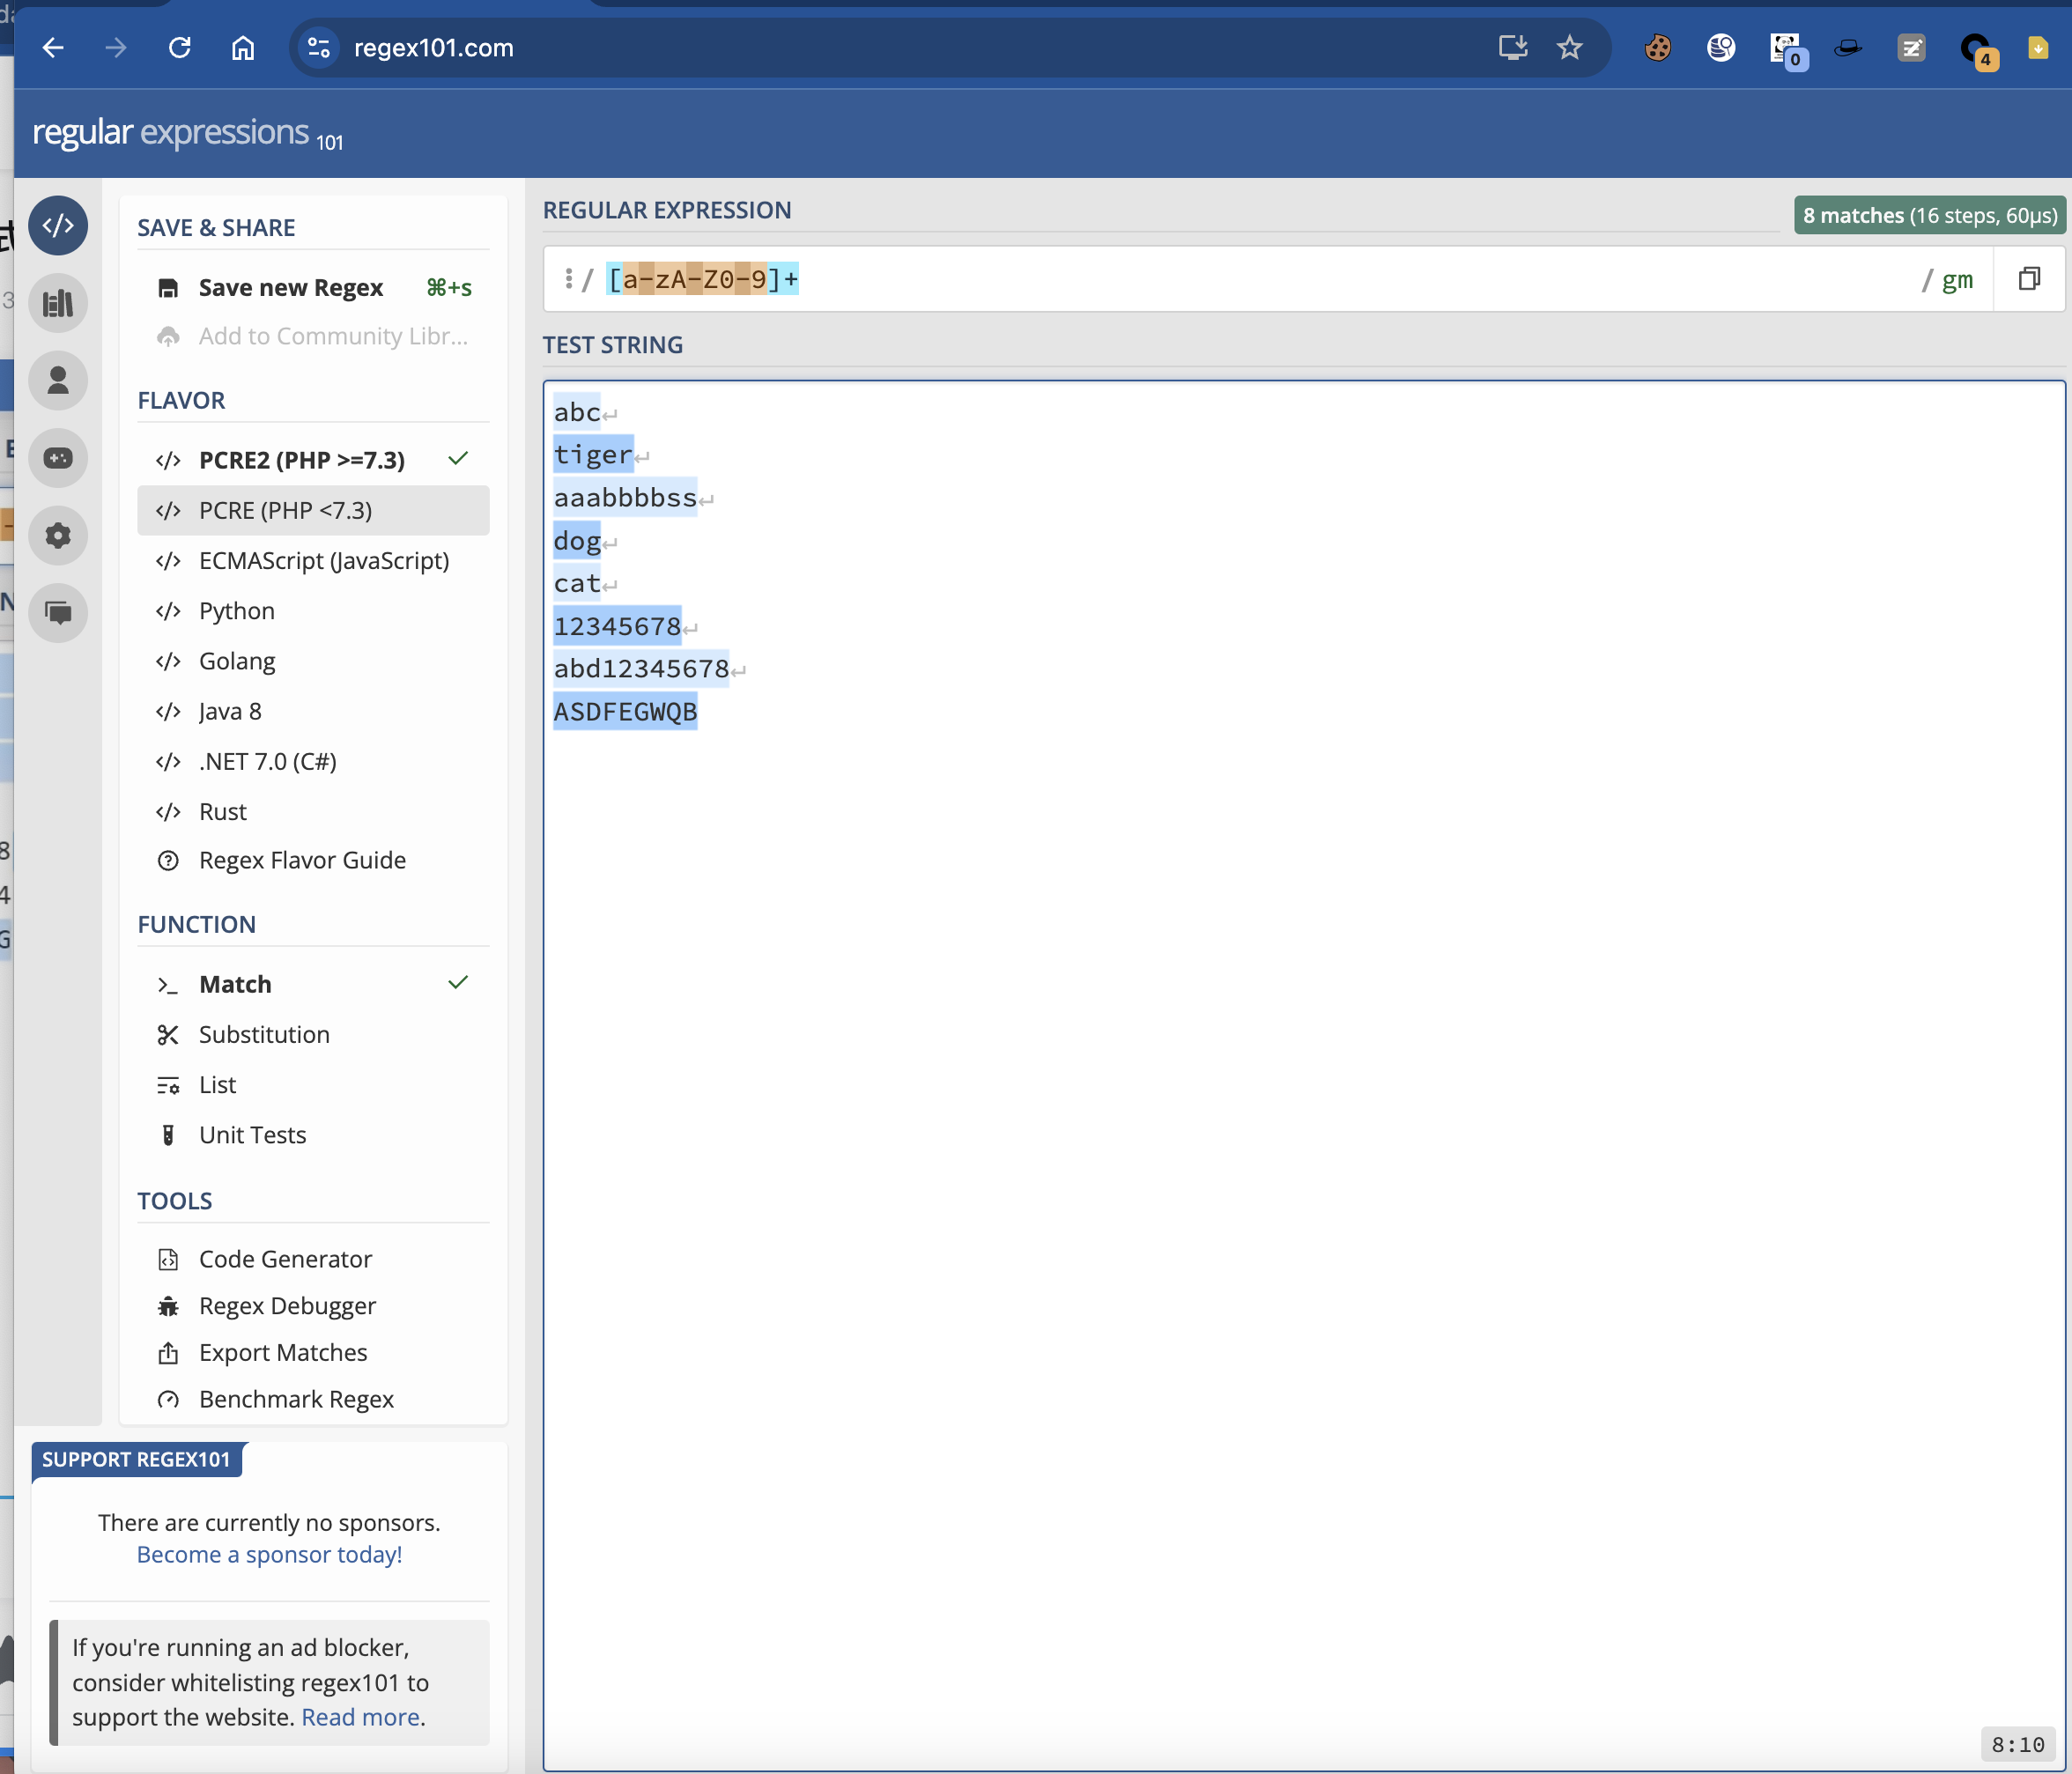 regex101.com
0
4
regular expressions 101
SAVE & SHARE
Save new Regex ⌘+s
Add to Community Libr...
FLAVOR
PCRE2 (PHP >=7.3)
PCRE (PHP <7.3)
ECMAScript (JavaScript)
Python
Golang
Java 8
.NET 7.0 (C#)
Rust
Regex Flavor Guide
FUNCTION
Match
Substitution
List
Unit Tests
TOOLS
Code Generator
Regex Debugger
Export Matches
Benchmark Regex
SUPPORT REGEX101
There are currently no sponsors.
Become a sponsor today!
If you're running an ad blocker,
consider whitelisting regex101 to
support the website. Read more.
REGULAR EXPRESSION
8 matches (16 steps, 60µs)
/ [a-zA-Z0-9]+ / gm
TEST STRING
abc
tiger
aaabbbbss
dog
cat
12345678
abd12345678
ASDFEGWQB
8:10